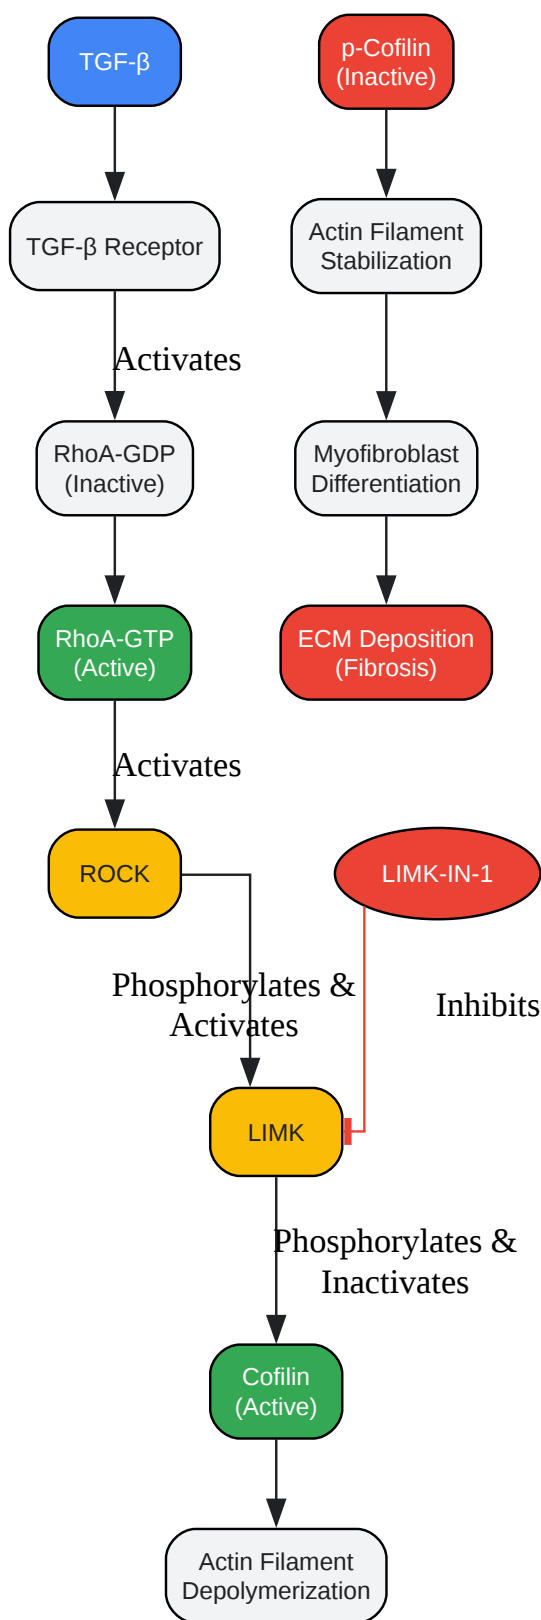 TGF-β
p-Cofilin
(Inactive)
TGF-β Receptor
Actin Filament
Stabilization
Activates
RhoA-GDP
(Inactive)
Myofibroblast
Differentiation
RhoA-GTP
(Active)
ECM Deposition
(Fibrosis)
Activates
ROCK
LIMK-IN-1
Phosphorylates &
Activates
Inhibits
LIMK
Phosphorylates &
Inactivates
Cofilin
(Active)
Actin Filament
Depolymerization